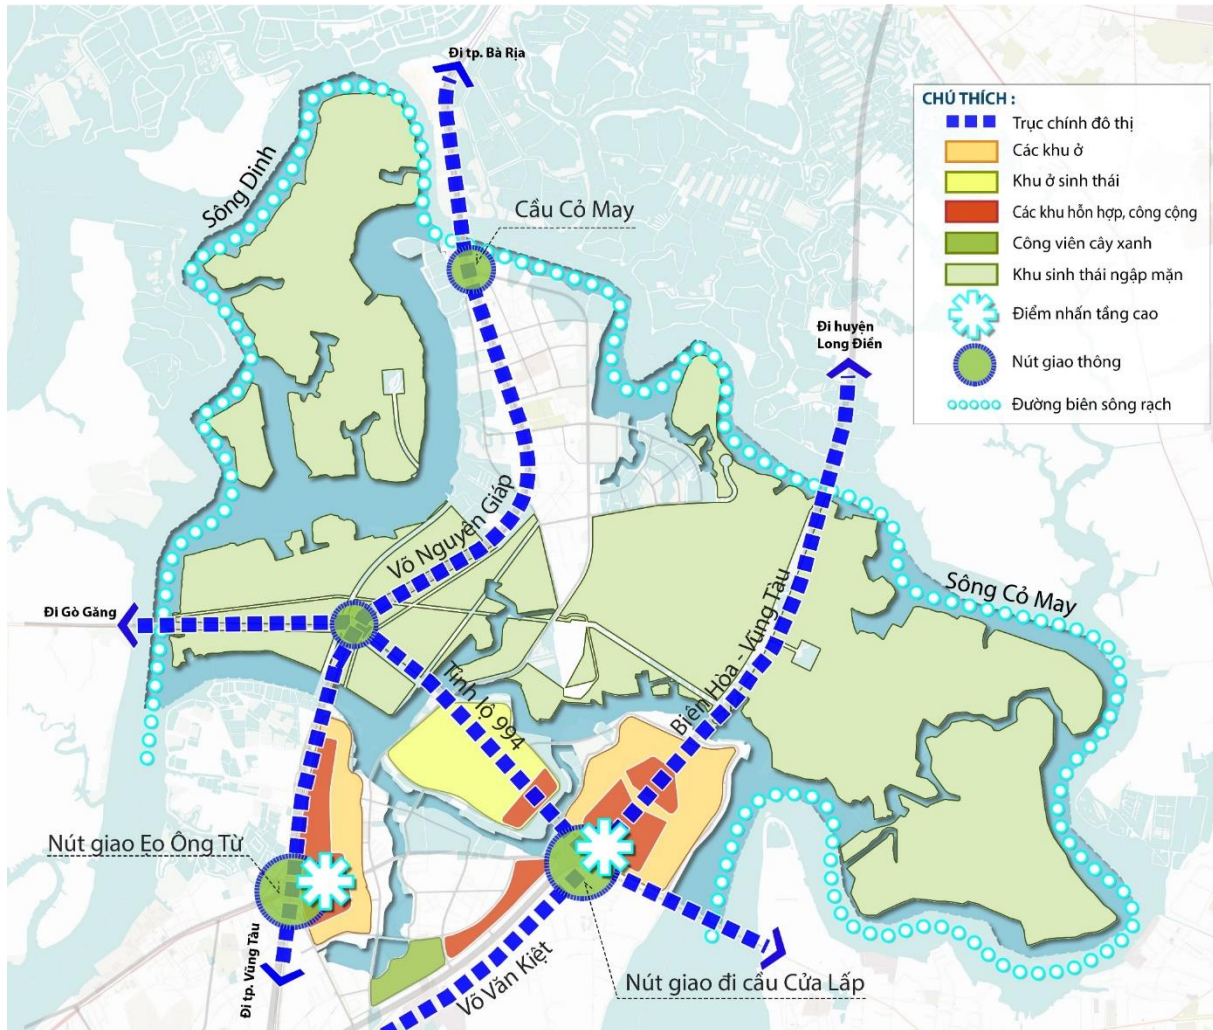 Đi tp. Bà Rịa
CHÚ THÍCH :
Trục chính đô thị
Các khu ở
Khu ở sinh thái
Các khu hỗn hợp, công cộng
Công viên cây xanh
Khu sinh thái ngập mặn
Điểm nhấn tầng cao
Nút giao thông
Đường biên sông rạch
Sông Dinh
Cầu Cỏ May
Đi huyện
Long Điền
Võ Nguyên Giáp
Đi Gò Găng
Sông Cỏ May
Tỉnh lộ 994
Biên Hòa - Vũng Tàu
Nút giao Eo Ông Từ
Đi tp. Vũng Tàu
Võ Văn Kiệt
Nút giao đi cầu Cửa Lấp